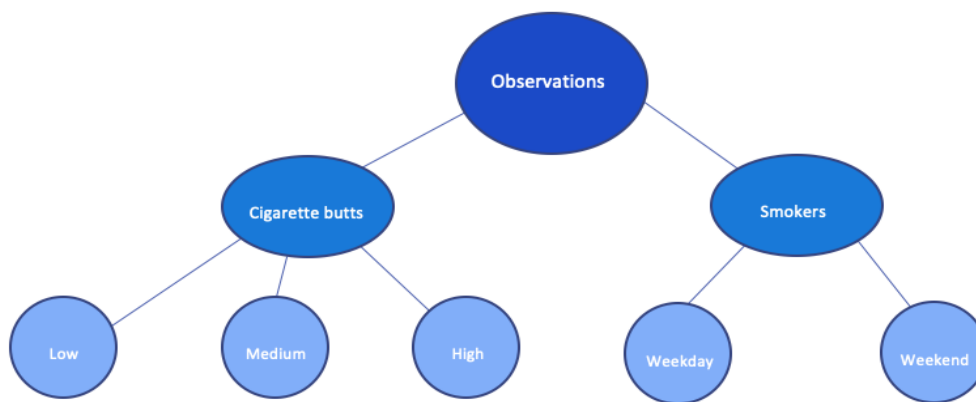 Observations
Cigarette butts
Smokers
Low
Medium
High
Weekday
Weekend